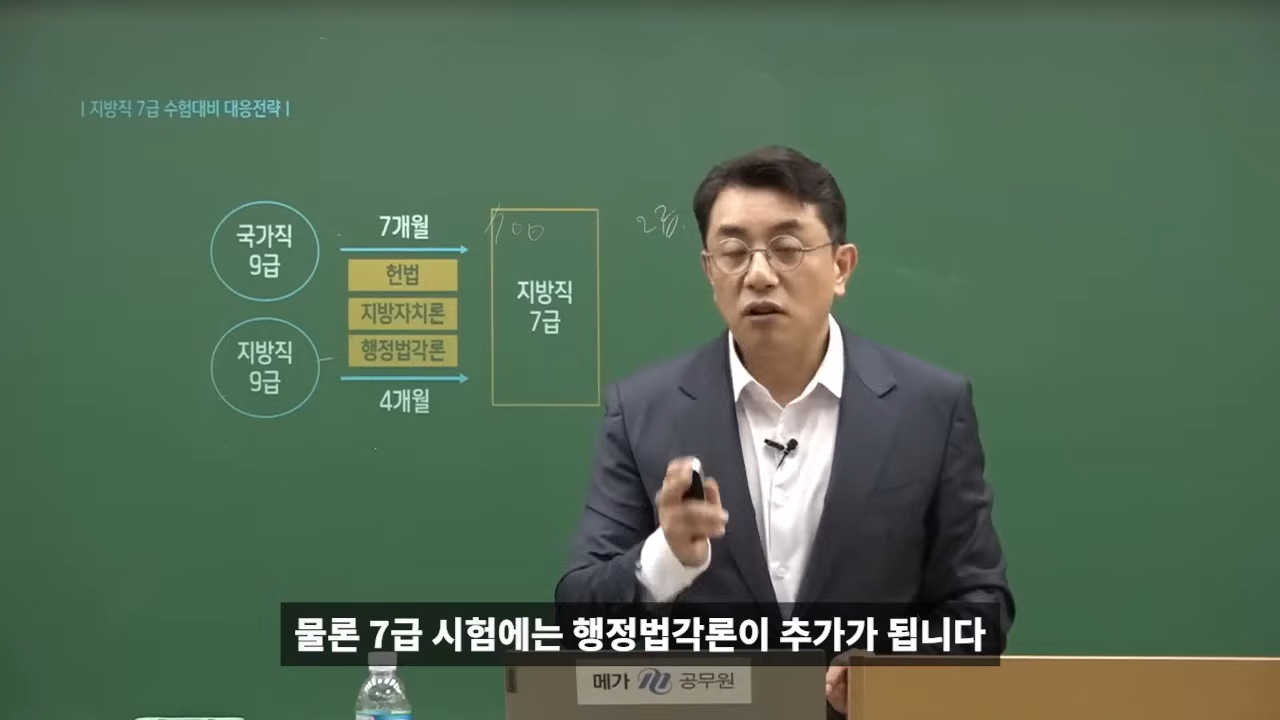 | 지방직 7급 수험대비 대응전략 |
국가직
9급
7개월
헌법
지방자치론
행정법각론
4개월
지방직
9급
700
지방직
7급
물론 7급 시험에는 행정법각론이 추가가 됩니다
메가 공무원